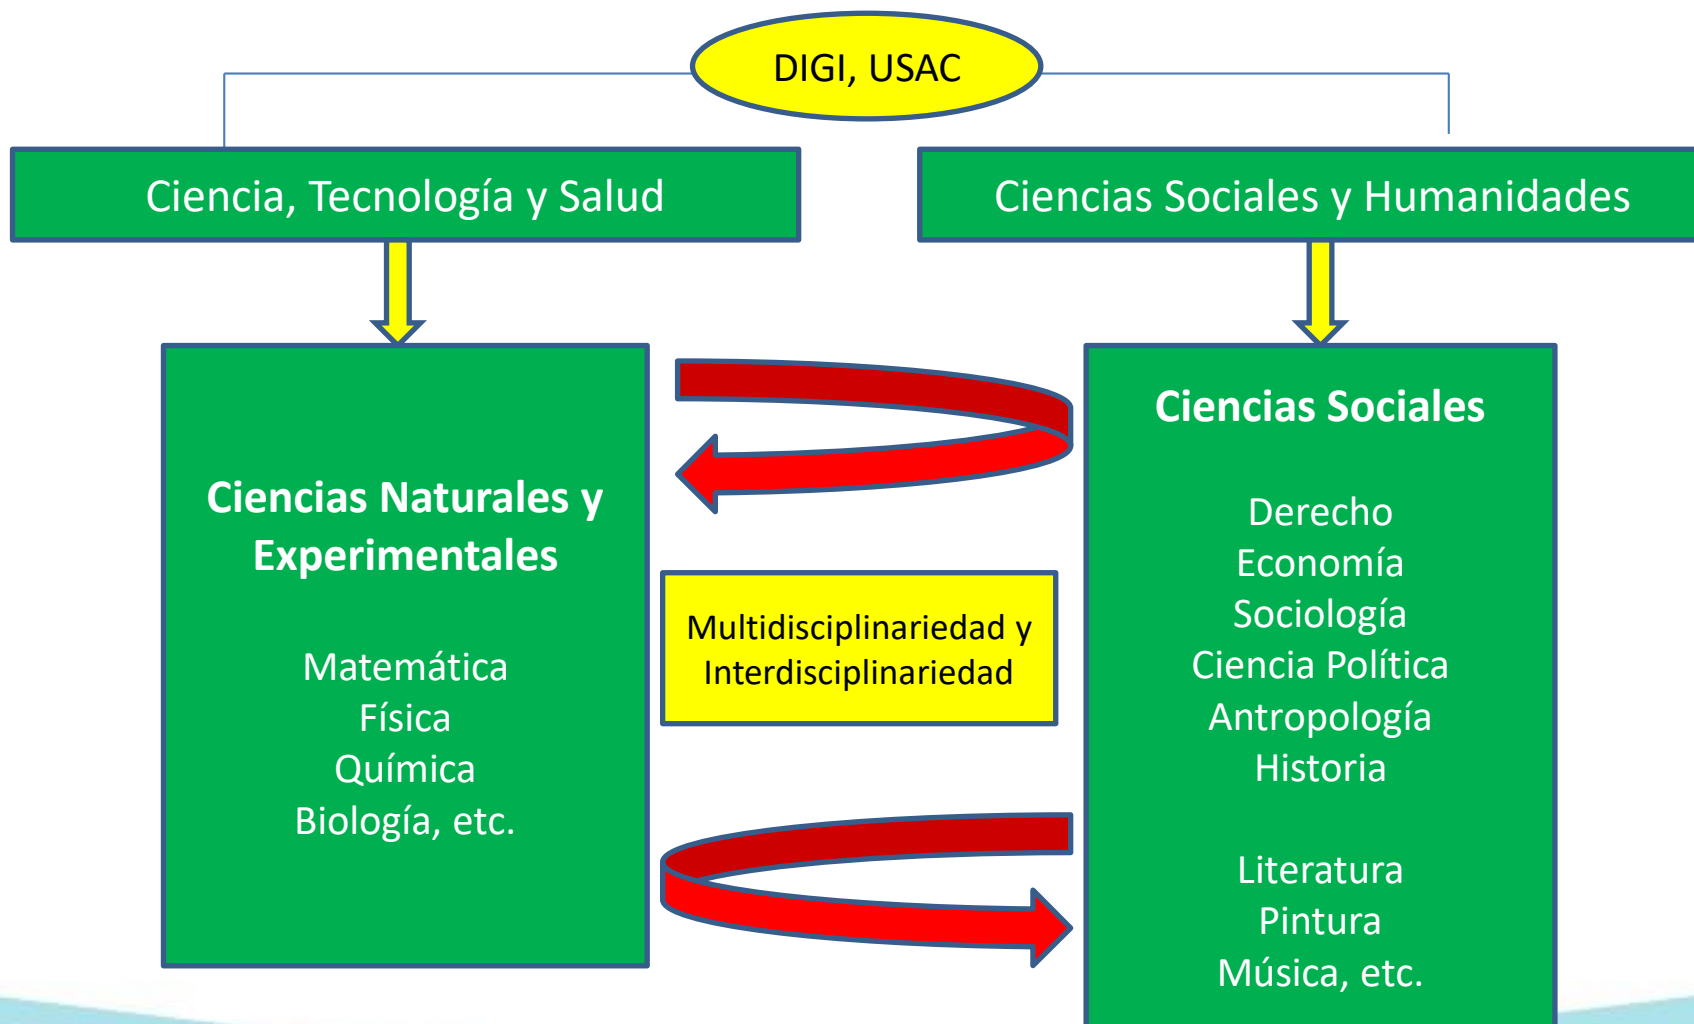 DIGI, USAC
Ciencia, Tecnología y Salud
Ciencias Sociales y Humanidades
Ciencias Naturales y
Experimentales
Matemática
Física
Química
Biología, etc.
Multidisciplinariedad y
Interdisciplinariedad
Ciencias Sociales
Derecho
Economía
Sociología
Ciencia Política
Antropología
Historia
Literatura
Pintura
Música, etc.